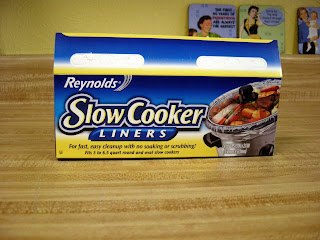 Reynolds
Slow Cooker
LINERS
For fast, easy cleanup with no soaking or scrubbing!
Fits 3 to 6.5 quart round and oval slow cookers